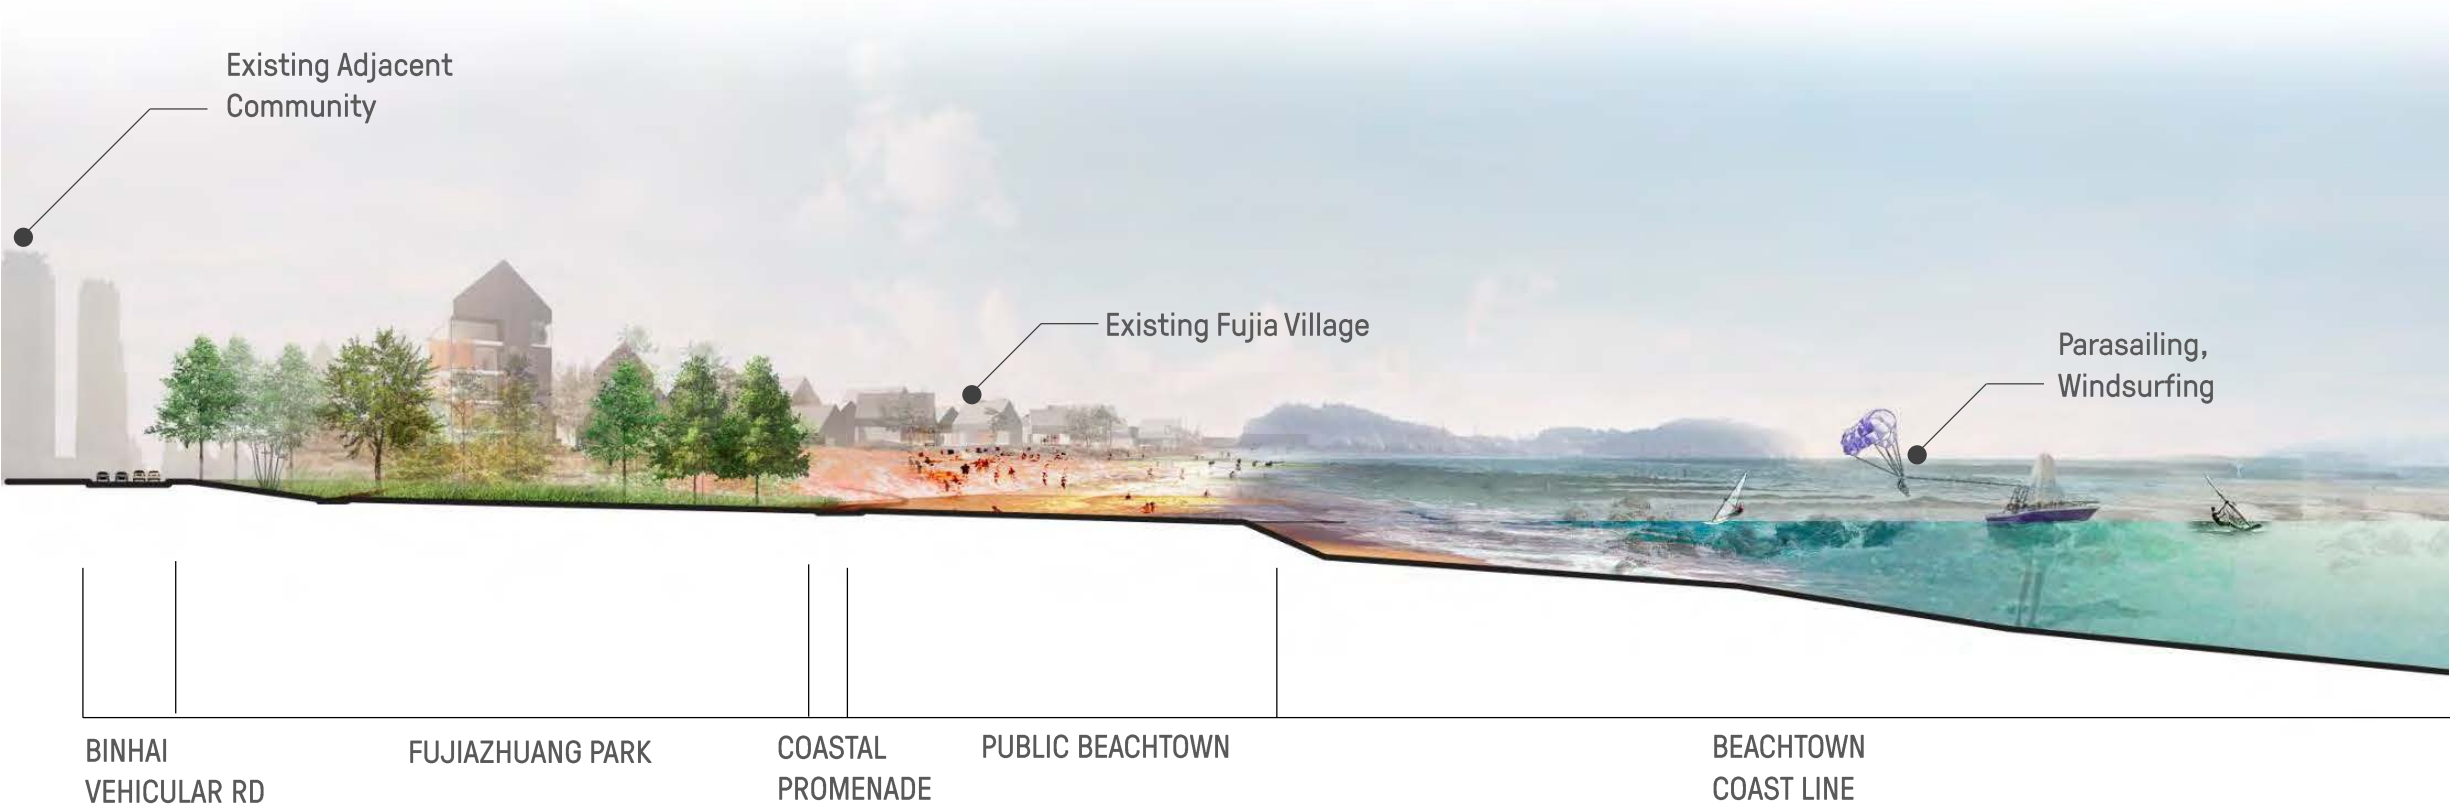 Existing Adjacent
Community
Existing Fujia Village
Parasailing,
Windsurfing
BINHAI
VEHICULAR RD
FUJIAZHUANG PARK
COASTAL
PROMENADE
PUBLIC BEACHTOWN
BEACHTOWN
COAST LINE